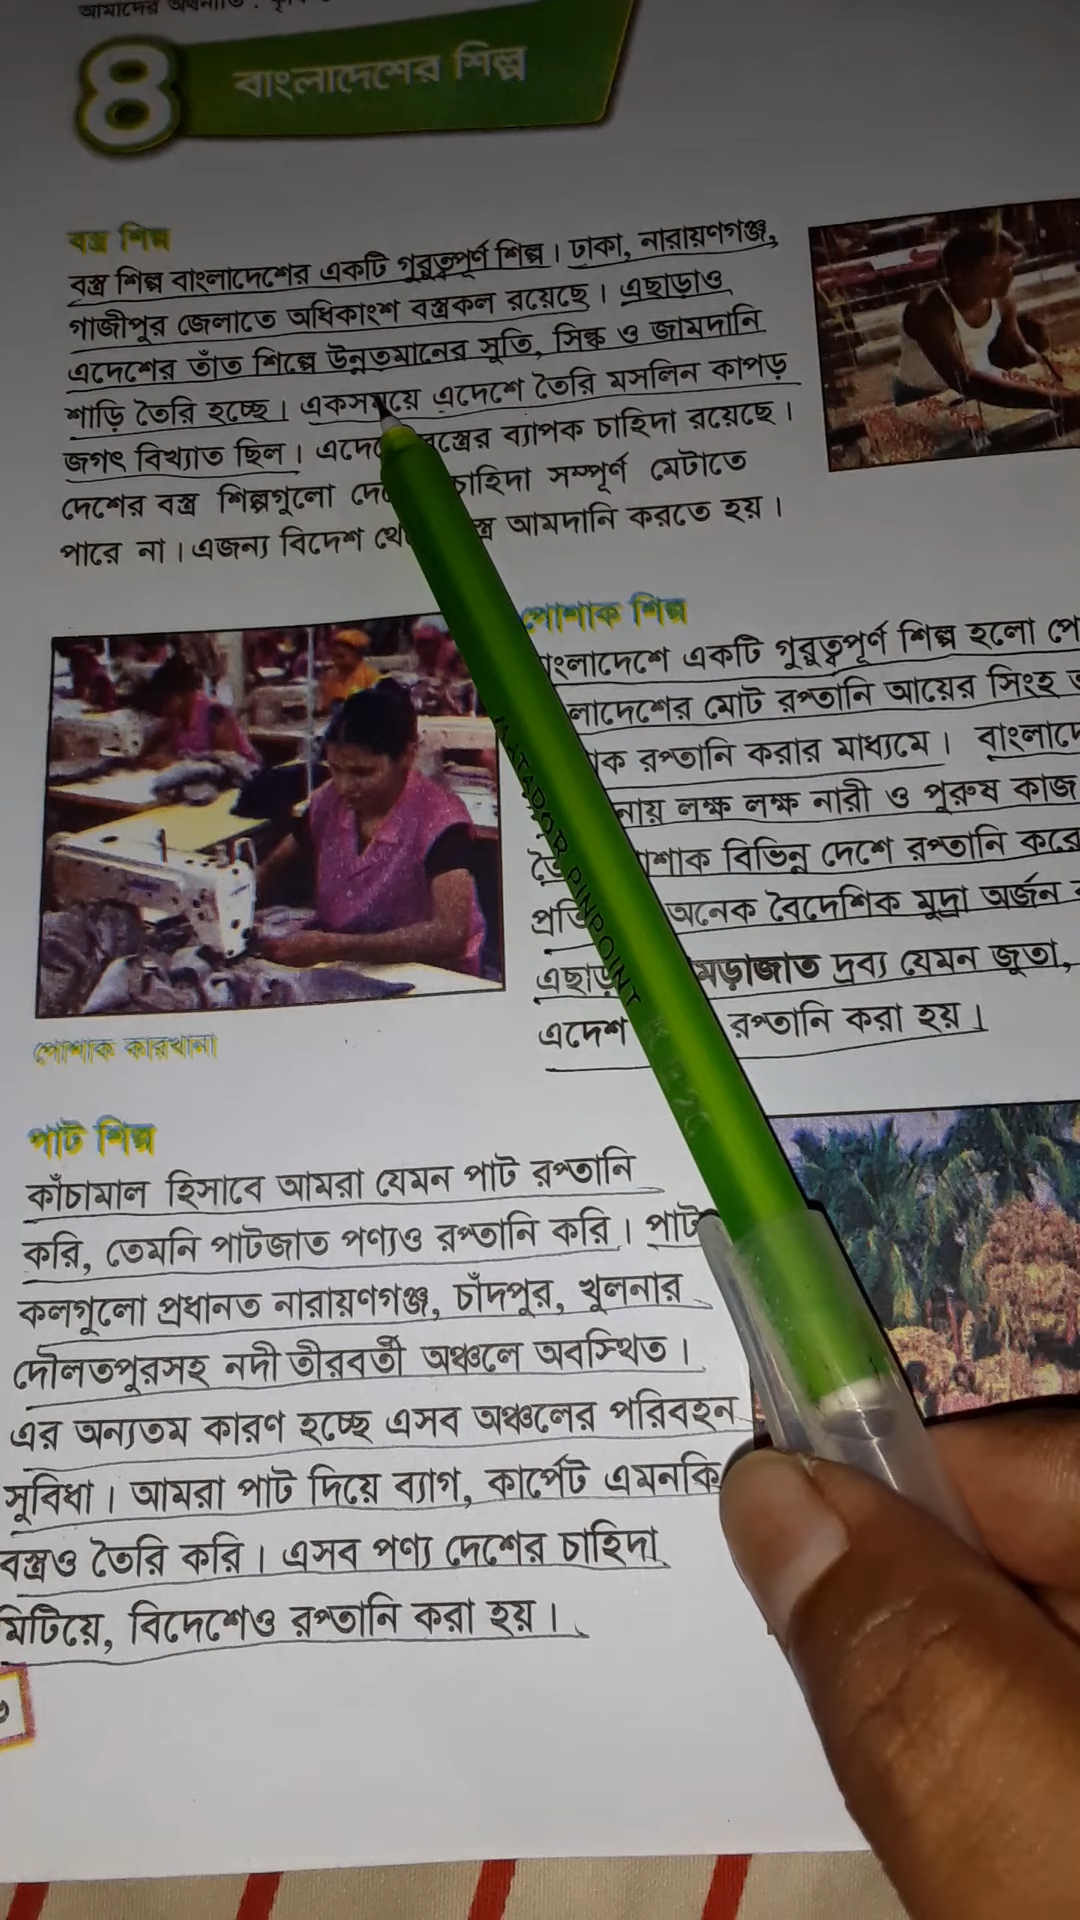 আমাদের অর্থনীতি : কৃষি
৪ বাংলাদেশের শিল্প
বস্ত্র শিল্প
বস্ত্র শিল্প বাংলাদেশের একটি গুরুত্বপূর্ণ শিল্প। ঢাকা, নারায়ণগঞ্জ,
গাজীপুর জেলাতে অধিকাংশ বস্ত্রকল রয়েছে। এছাড়াও
এদেশের তাঁত শিল্পে উন্নতমানের সুতি, সিল্ক ও জামদানি
শাড়ি তৈরি হচ্ছে। একসময়ে এদেশে তৈরি মসলিন কাপড়
জগৎ বিখ্যাত ছিল। বস্ত্রের ব্যাপক চাহিদা রয়েছে।
দেশের বস্ত্র শিল্পগুলো চাহিদা সম্পূর্ণ মেটাতে
পারে না। এজন্য বিদেশ আমদানি করতে হয়।
পোশাক শিল্প
একটি গুরুত্বপূর্ণ শিল্প হলো
মোট রপ্তানি আয়ের সিংহ
রপ্তানি করার মাধ্যমে।
লক্ষ লক্ষ নারী ও পুরুষ কাজ
বিভিন্ন দেশে রপ্তানি করে
অনেক বৈদেশিক মুদ্রা অর্জন
দ্রব্য যেমন জুতা,
এদেশ রপ্তানি করা হয়।
পোশাক কারখানা
পাট শিল্প
কাঁচামাল হিসাবে আমরা যেমন পাট রপ্তানি
করি, তেমনি পাটজাত পণ্যও রপ্তানি করি। পাট
কলগুলো প্রধানত নারায়ণগঞ্জ, চাঁদপুর, খুলনার
দৌলতপুরসহ নদী তীরবর্তী অঞ্চলে অবস্থিত।
এর অন্যতম কারণ হচ্ছে এসব অঞ্চলের পরিবহন
সুবিধা। আমরা পাট দিয়ে ব্যাগ, কার্পেট এমনকি
বস্ত্রও তৈরি করি। এসব পণ্য দেশের চাহিদা
মিটিয়ে, বিদেশেও রপ্তানি করা হয়।
MATADOR PINPOINT